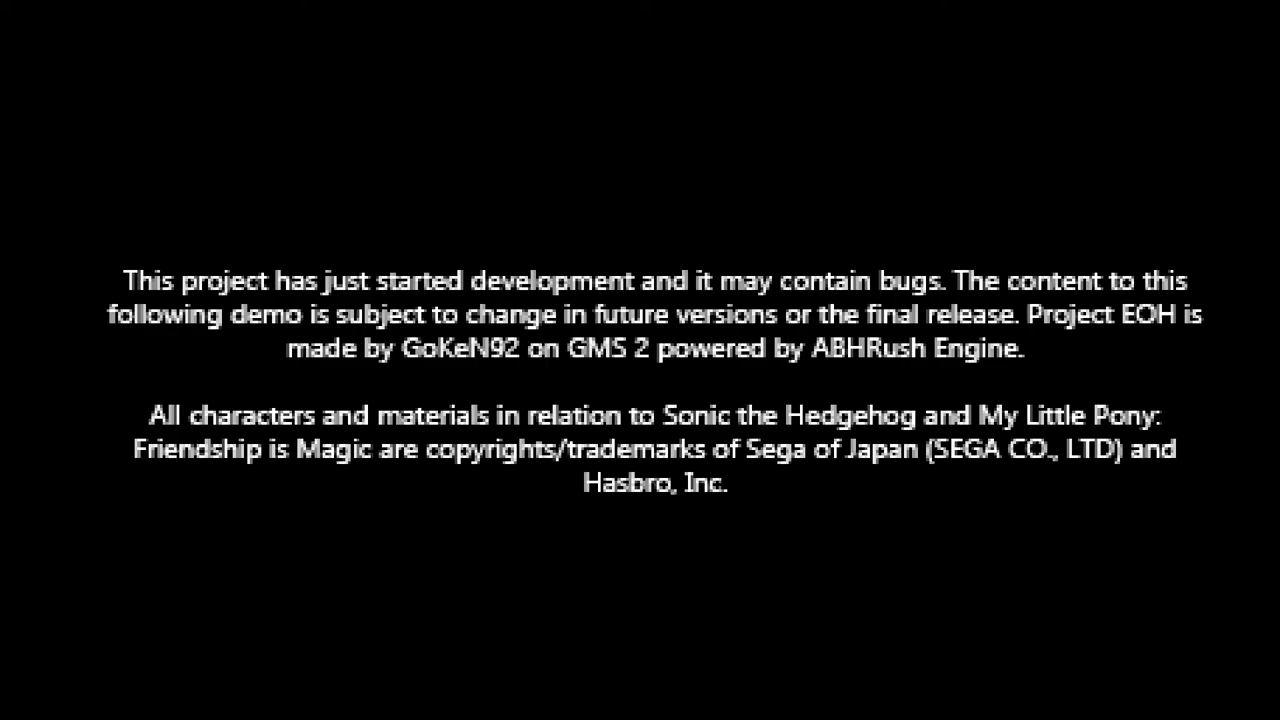 This project has just started development and it may contain bugs. The content to this
following demo is subject to change in future versions or the final release. Project EOH is
made by GoKeN92 on GMS 2 powered by ABHRush Engine.
All characters and materials in relation to Sonic the Hedgehog and My Little Pony:
Friendship is Magic are copyrights/trademarks of Sega of Japan (SEGA CO., LTD) and
Hasbro, Inc.